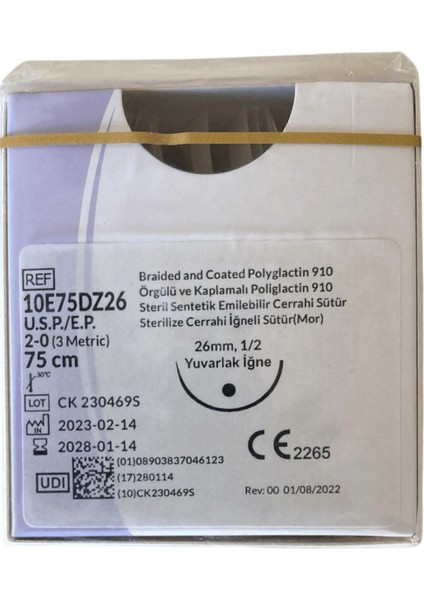 REF
10E75DZ26
U.S.P./E.P.
2-0 (3 Metric)
75 cm
30°C
LOT CK 230469S
IN 2023-02-14
2028-01-14
UDI
(01)08903837046123
(17)280114
(10)CK230469S
Braided and Coated Polyglactin 910
Örgülü ve Kaplamalı Poliglactin 910
Steril Sentetik Emilebilir Cerrahi Sütür
Sterilize Cerrahi İğneli Sütür(Mor)
26mm, 1/2
Yuvarlak İğne
CE 2265
Rev: 00 01/08/2022